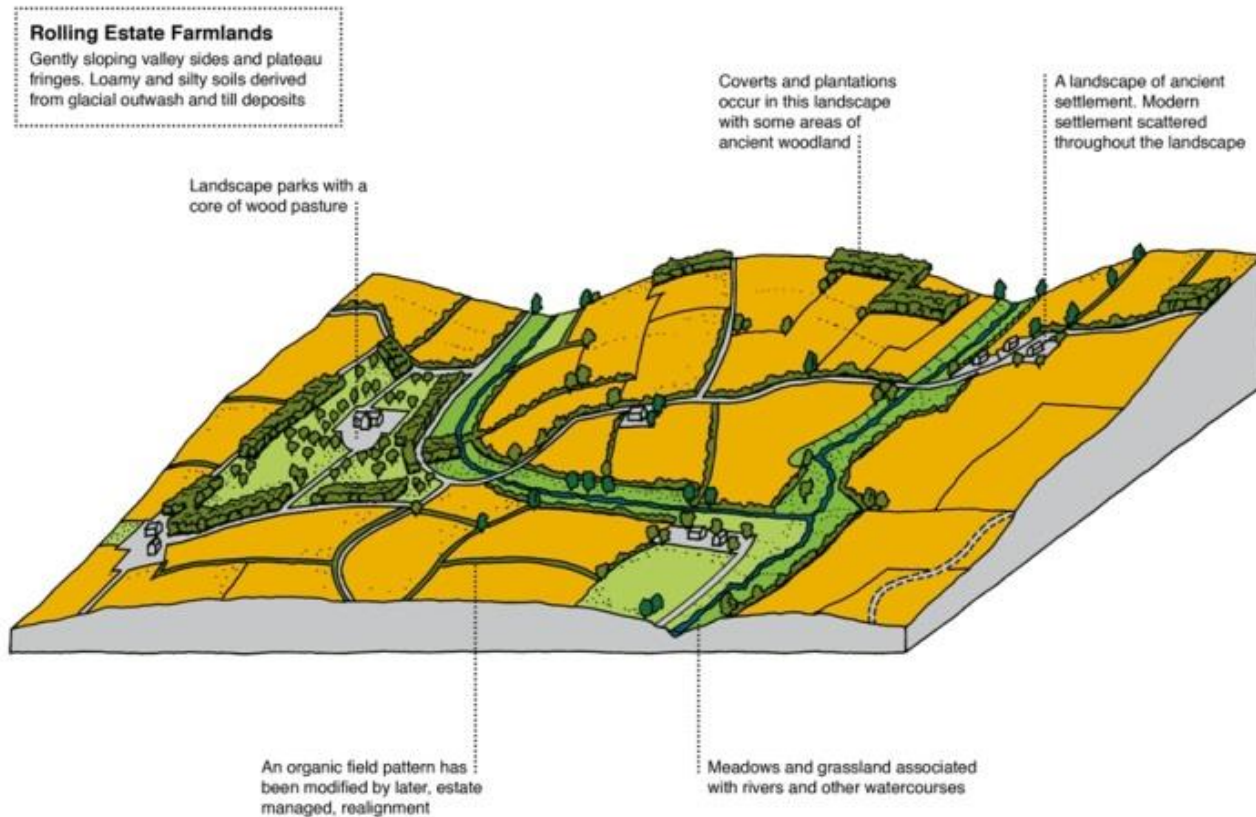 Rolling Estate Farmlands
Gently sloping valley sides and plateau
fringes. Loamy and silty soils derived
from glacial outwash and till deposits
Coverts and plantations
occur in this landscape
with some areas of
ancient woodland
A landscape of ancient
settlement. Modern
settlement scattered
throughout the landscape
Landscape parks with a
core of wood pasture
An organic field pattern has
been modified by later, estate
managed, realignment
Meadows and grassland associated
with rivers and other watercourses